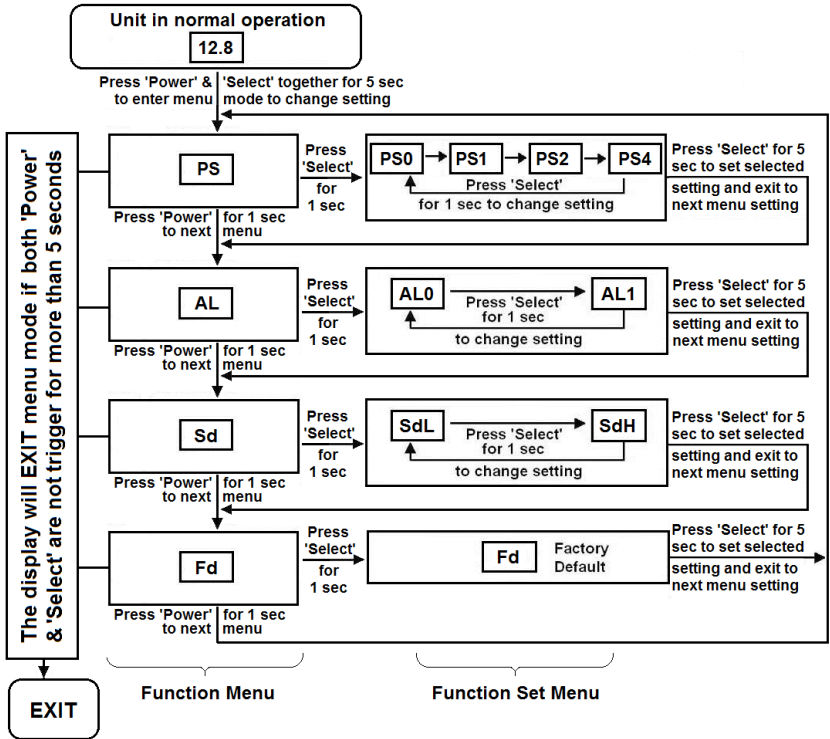 Unit in normal operation
12.8
Press 'Power' & 'Select' together for 5 sec
to enter menu mode to change setting
The display will EXIT menu mode if both 'Power'
& 'Select' are not trigger for more than 5 seconds
EXIT
PS
Press
'Select'
for
1 sec
PS0 PS1 PS2 PS4
Press 'Select'
for 1 sec to change setting
Press 'Select' for 5
sec to set selected
setting and exit to
next menu setting
Press 'Power' for 1 sec
to next menu
AL
Press
'Select'
for
1 sec
AL0 AL1
Press 'Select'
for 1 sec
to change setting
Press 'Select' for 5
sec to set selected
setting and exit to
next menu setting
Press 'Power' for 1 sec
to next menu
Sd
Press
'Select'
for
1 sec
SdL SdH
Press 'Select'
for 1 sec
to change setting
Press 'Select' for 5
sec to set selected
setting and exit to
next menu setting
Press 'Power' for 1 sec
to next menu
Fd
Press
'Select'
for
1 sec
Fd Factory
Default
Press 'Select' for 5
sec to set selected
setting and exit to
next menu setting
Press 'Power' for 1 sec
to next menu
Function Menu
Function Set Menu